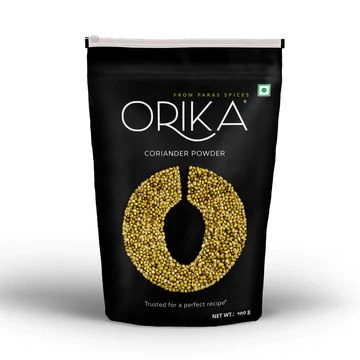 FROM PARAS SPICES
ORIKA®
CORIANDER POWDER
Trusted for a perfect recipe*
NET WT.: 100 g